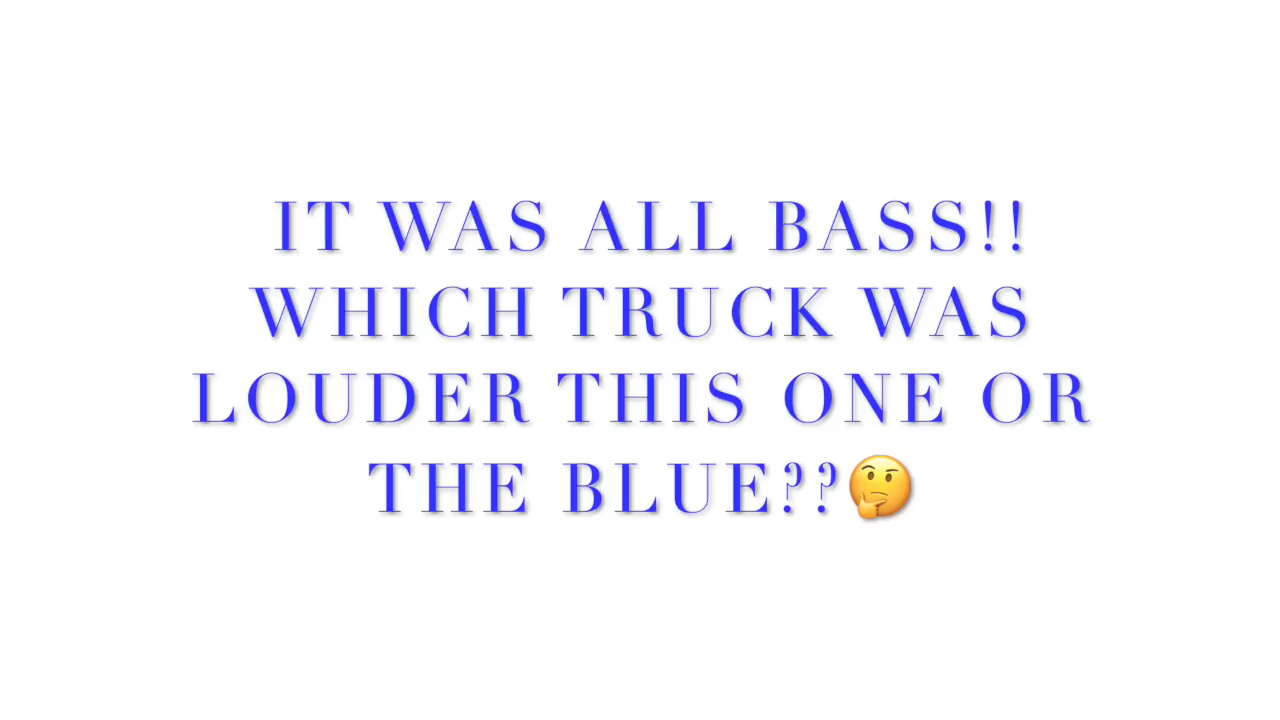 IT WAS ALL BASS!!
WHICH TRUCK WAS
LOUDER THIS ONE OR
THE BLUE??🤔